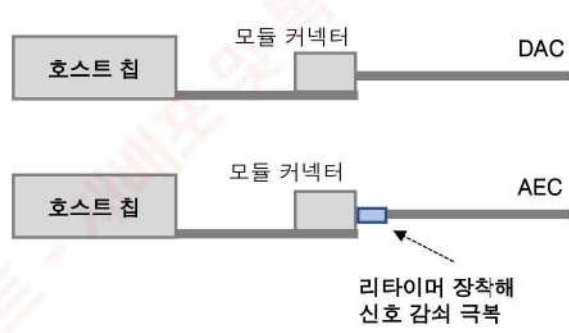 모듈 커넥터
DAC
호스트 칩
모듈 커넥터
AEC
호스트 칩
리타이머 장착해
신호 감쇠 극복